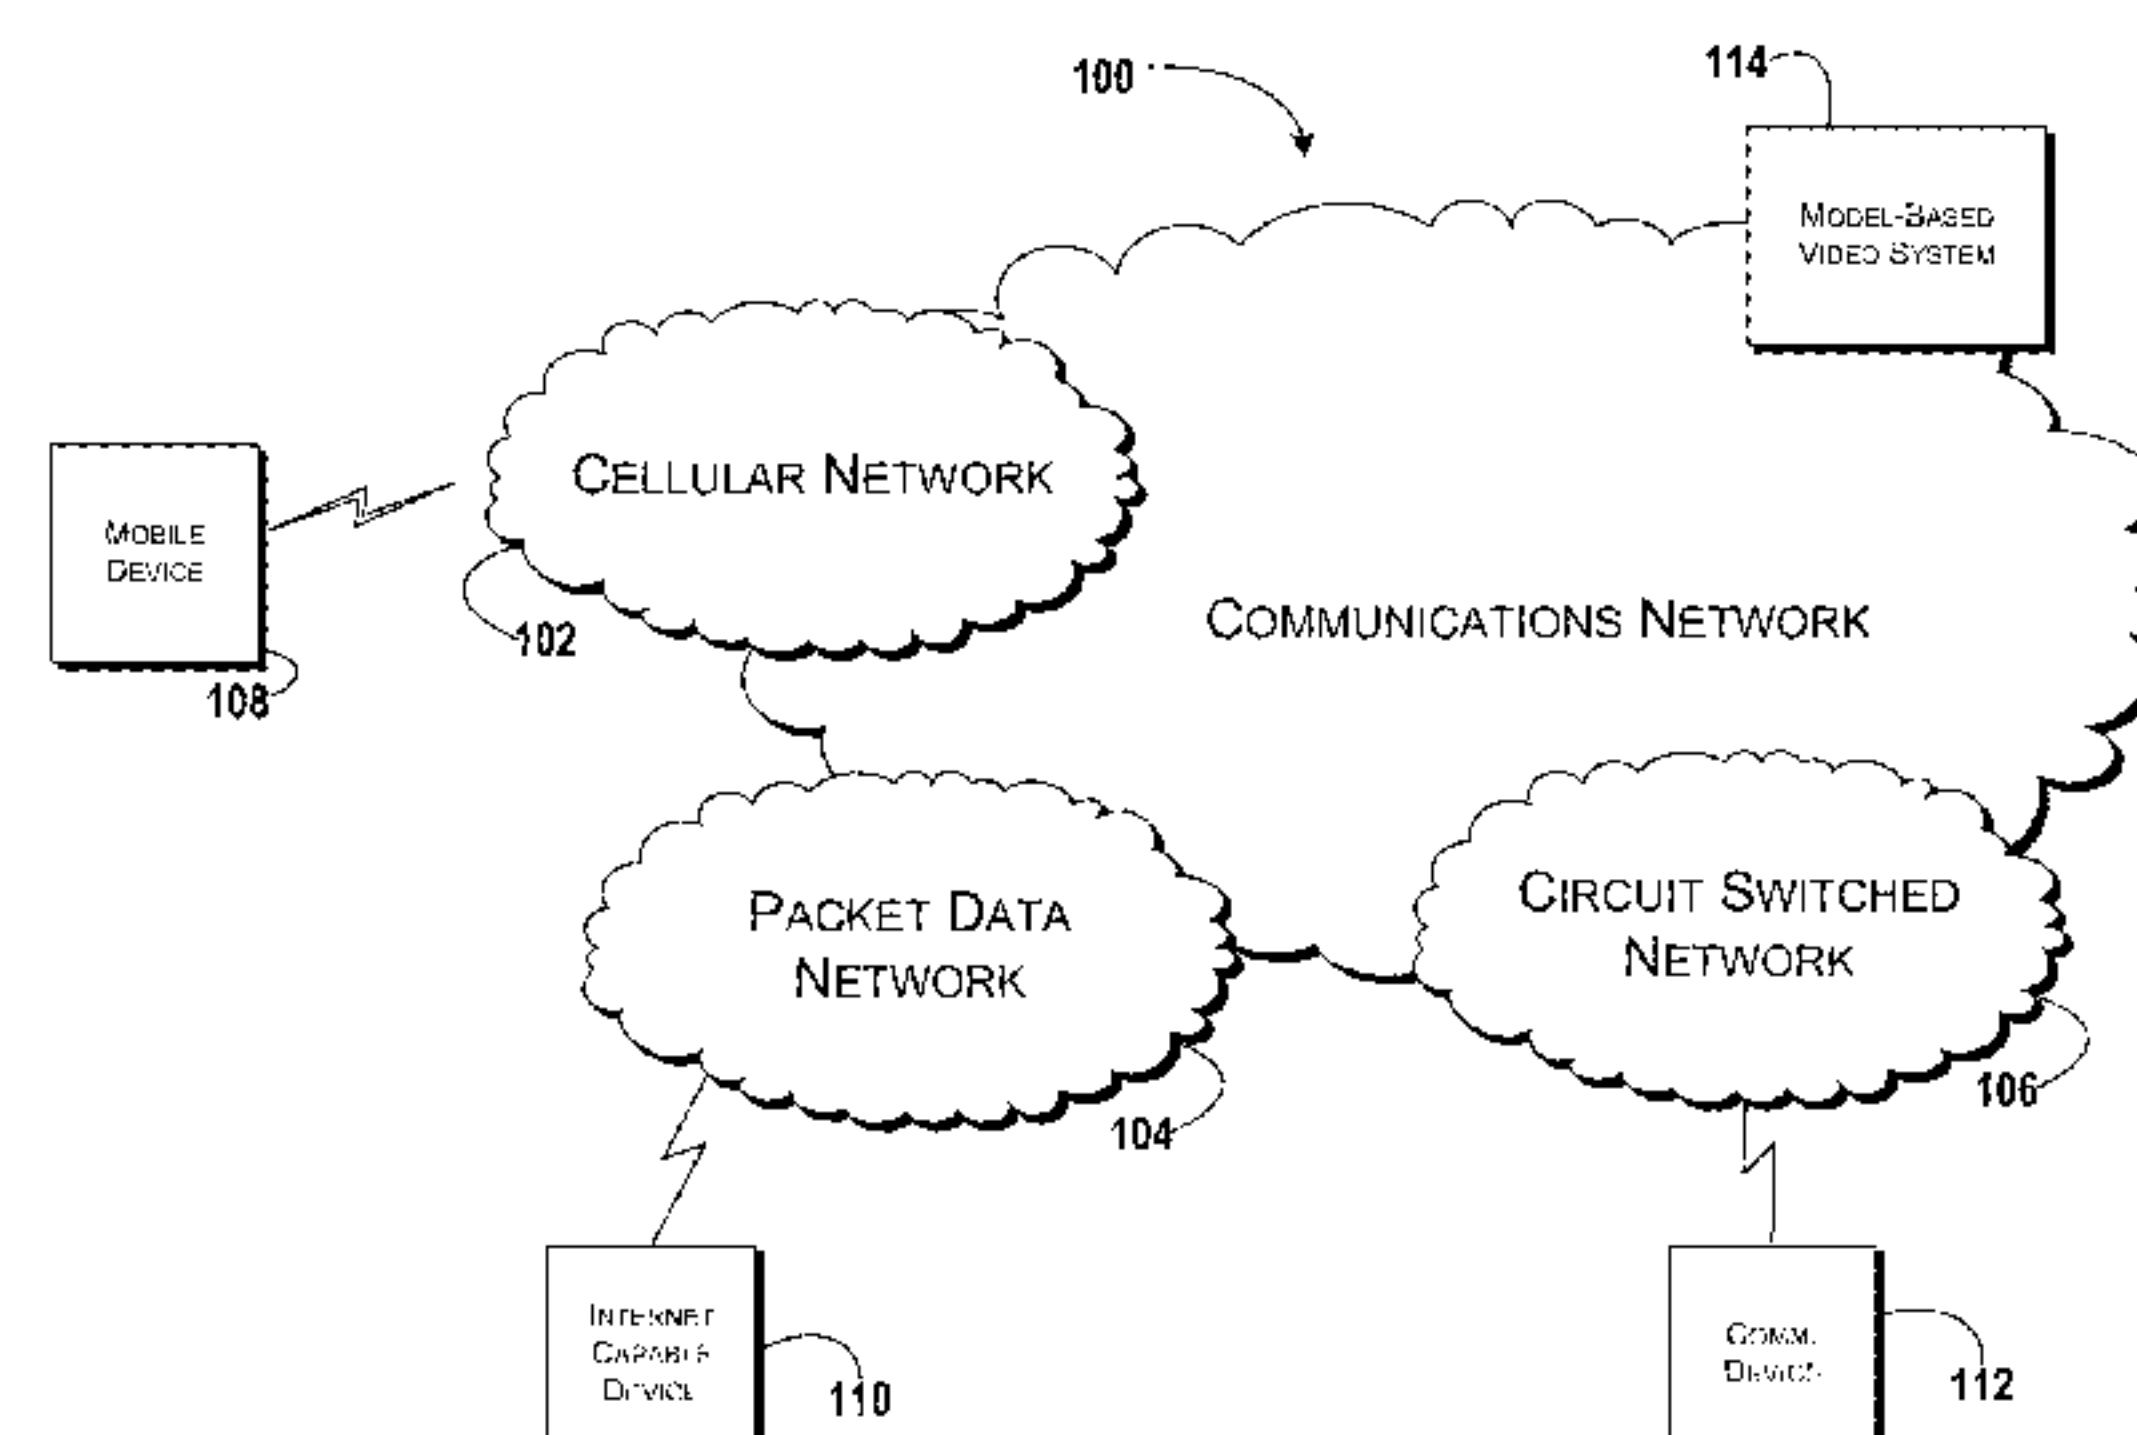 100
114
MODEL-BASED
VIDEO SYSTEM
CELLULAR NETWORK
MOBILE
DEVICE
102
108
COMMUNICATIONS NETWORK
PACKET DATA
NETWORK
CIRCUIT SWITCHED
NETWORK
104
106
INTERNET
CAPABLE
DEVICE
110
COMM.
DEVICE
112